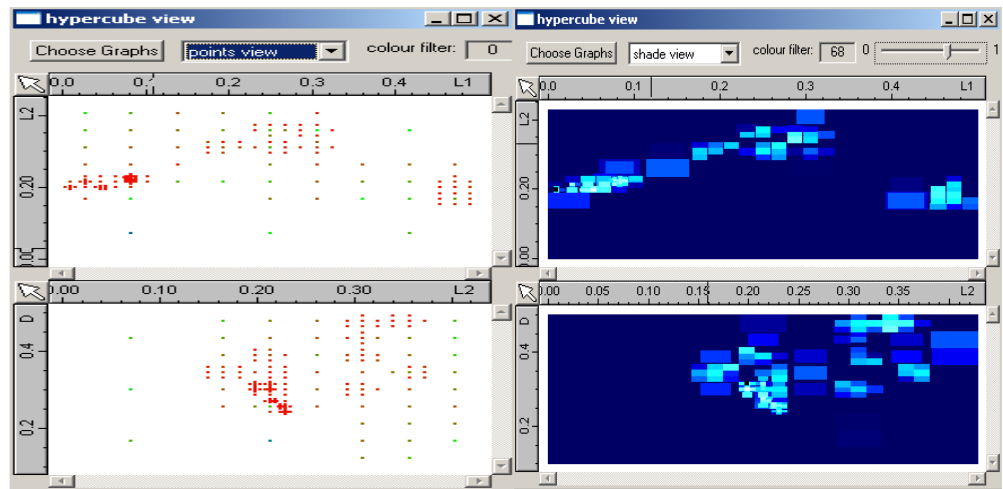 hypercube view
Choose Graphs points view colour filter: 0
0.0 0. 0.2 0.3 0.4 L1
L2
0.20
0.00
0.00 0.10 0.20 0.30 L2
D
0.4
0.2
hypercube view
Choose Graphs shade view colour filter: 68 0 1
0.0 0.1 0.2 0.3 0.4 L1
L2
0.20
0.00
0.00 0.05 0.10 0.15 0.20 0.25 0.30 0.35 L2
D
0.4
0.2